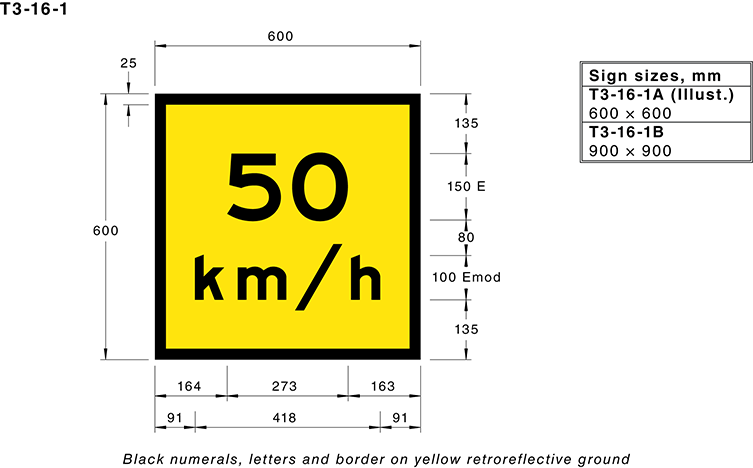 T3-16-1
600
25
Sign sizes, mm
T3-16-1A (Illust.)
600 × 600
T3-16-1B
900 × 900
135
50
150 E
600
80
km/h
100 Emod
135
164 273 163
91 418 91
Black numerals, letters and border on yellow retroreflective ground